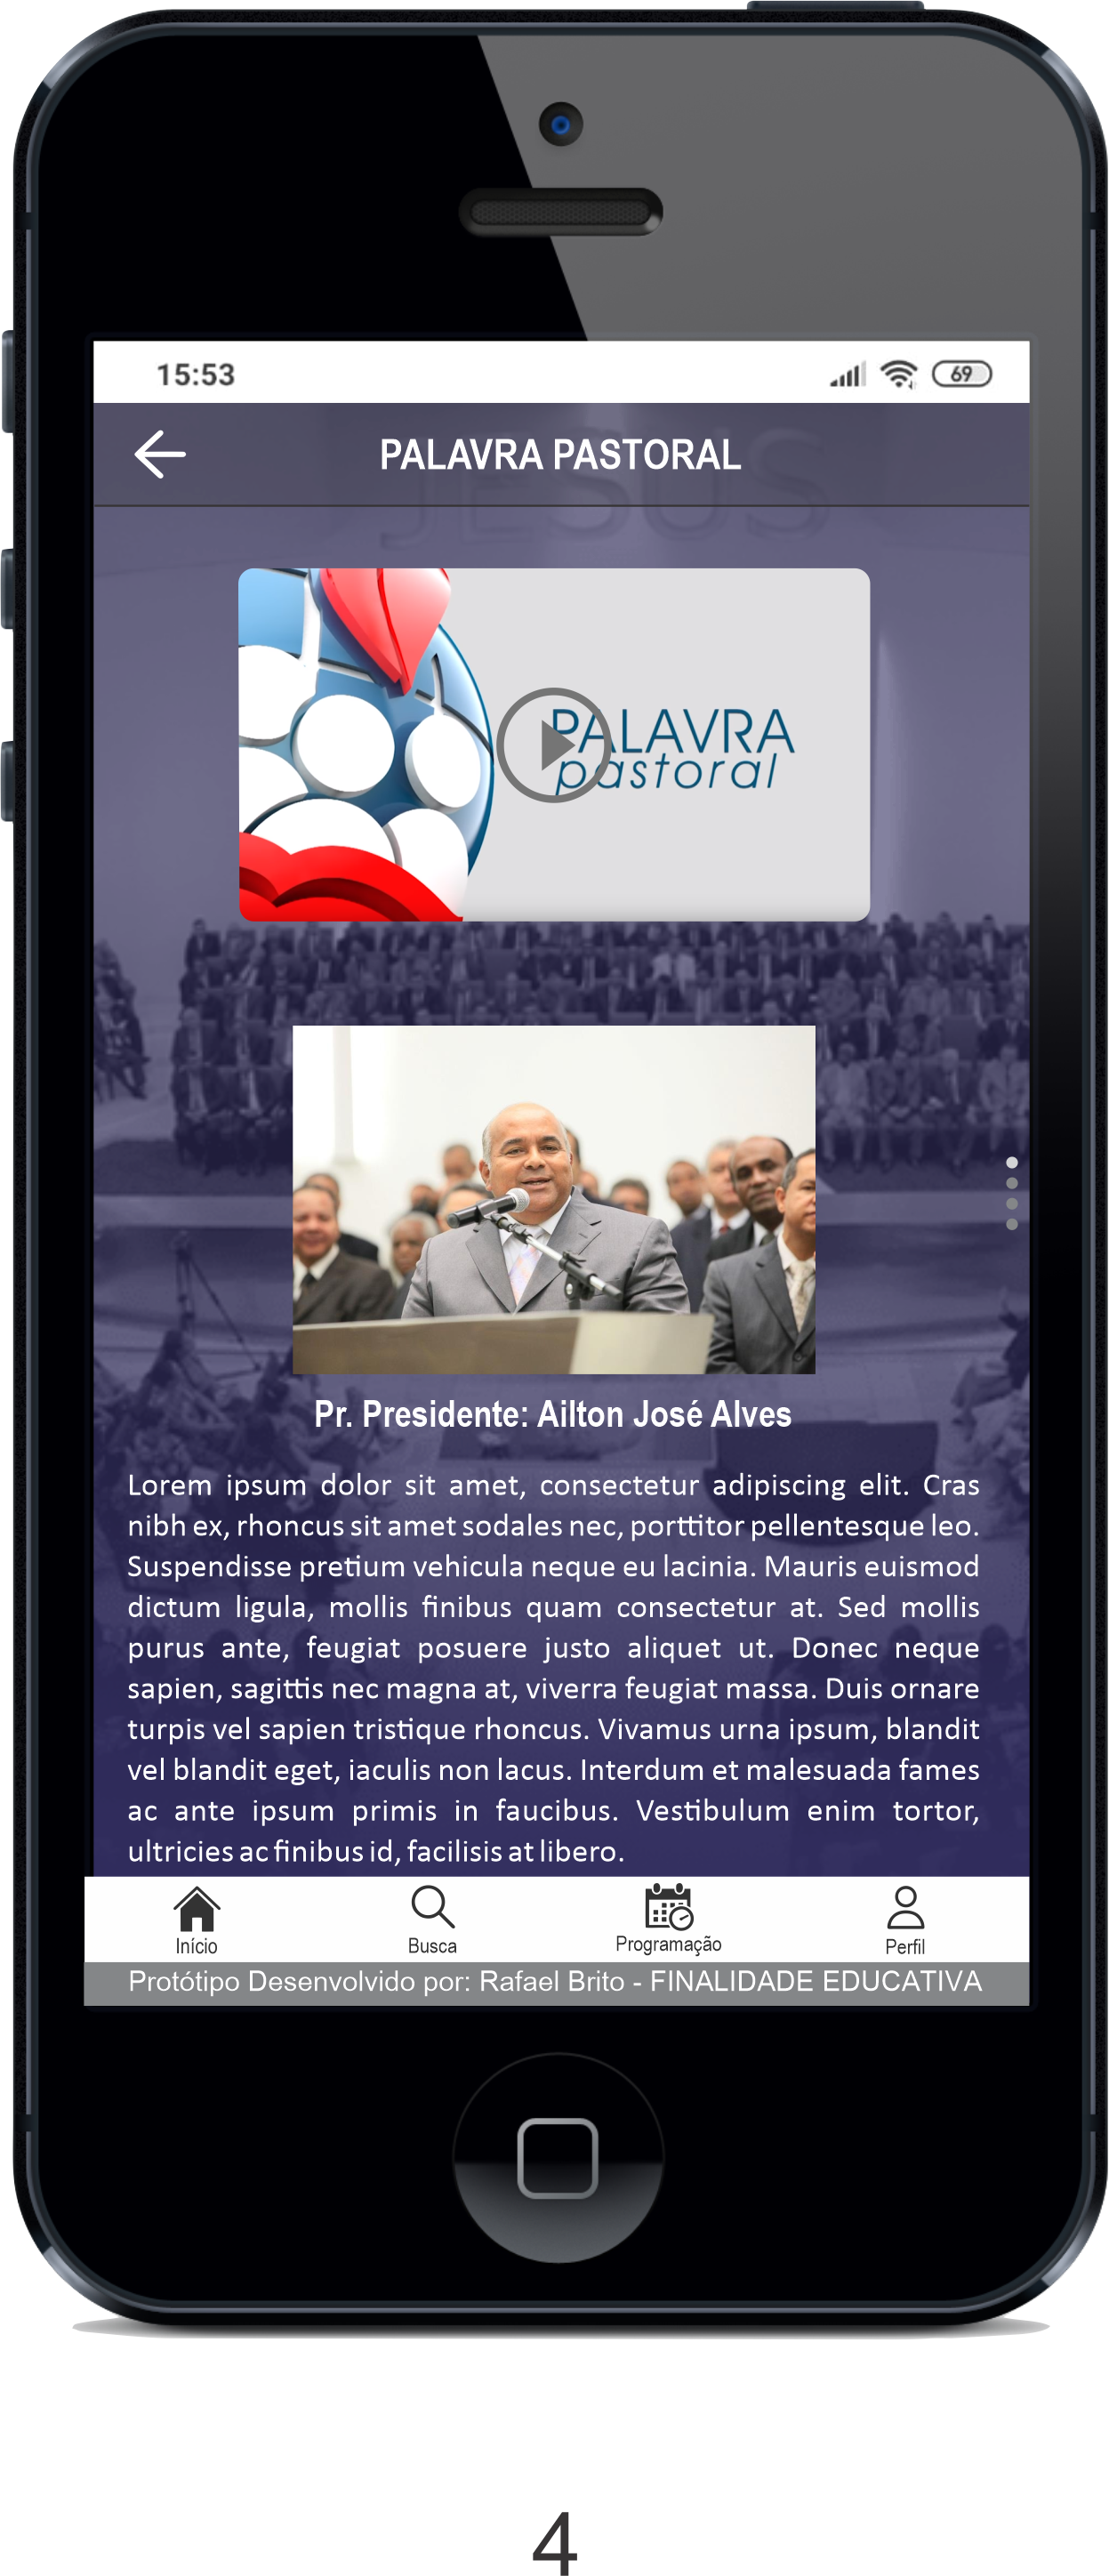 15:53
69
JESUS
PALAVRA PASTORAL
PALAVRA
pastoral
Pr. Presidente: Ailton José Alves
Lorem ipsum dolor sit amet, consectetur adipiscing elit. Cras
nibh ex, rhoncus sit amet sodales nec, porttitor pellentesque leo.
Suspendisse pretium vehicula neque eu lacinia. Mauris euismod
dictum ligula, mollis finibus quam consectetur at. Sed mollis
purus ante, feugiat posuere justo aliquet ut. Donec neque
sapien, sagittis nec magna at, viverra feugiat massa. Duis ornare
turpis vel sapien tristique rhoncus. Vivamus urna ipsum, blandit
vel blandit eget, iaculis non lacus. Interdum et malesuada fames
ac ante ipsum primis in faucibus. Vestibulum enim tortor,
ultricies ac finibus id, facilisis at libero.
Início
Busca
Programação
Perfil
Protótipo Desenvolvido por: Rafael Brito - FINALIDADE EDUCATIVA
4